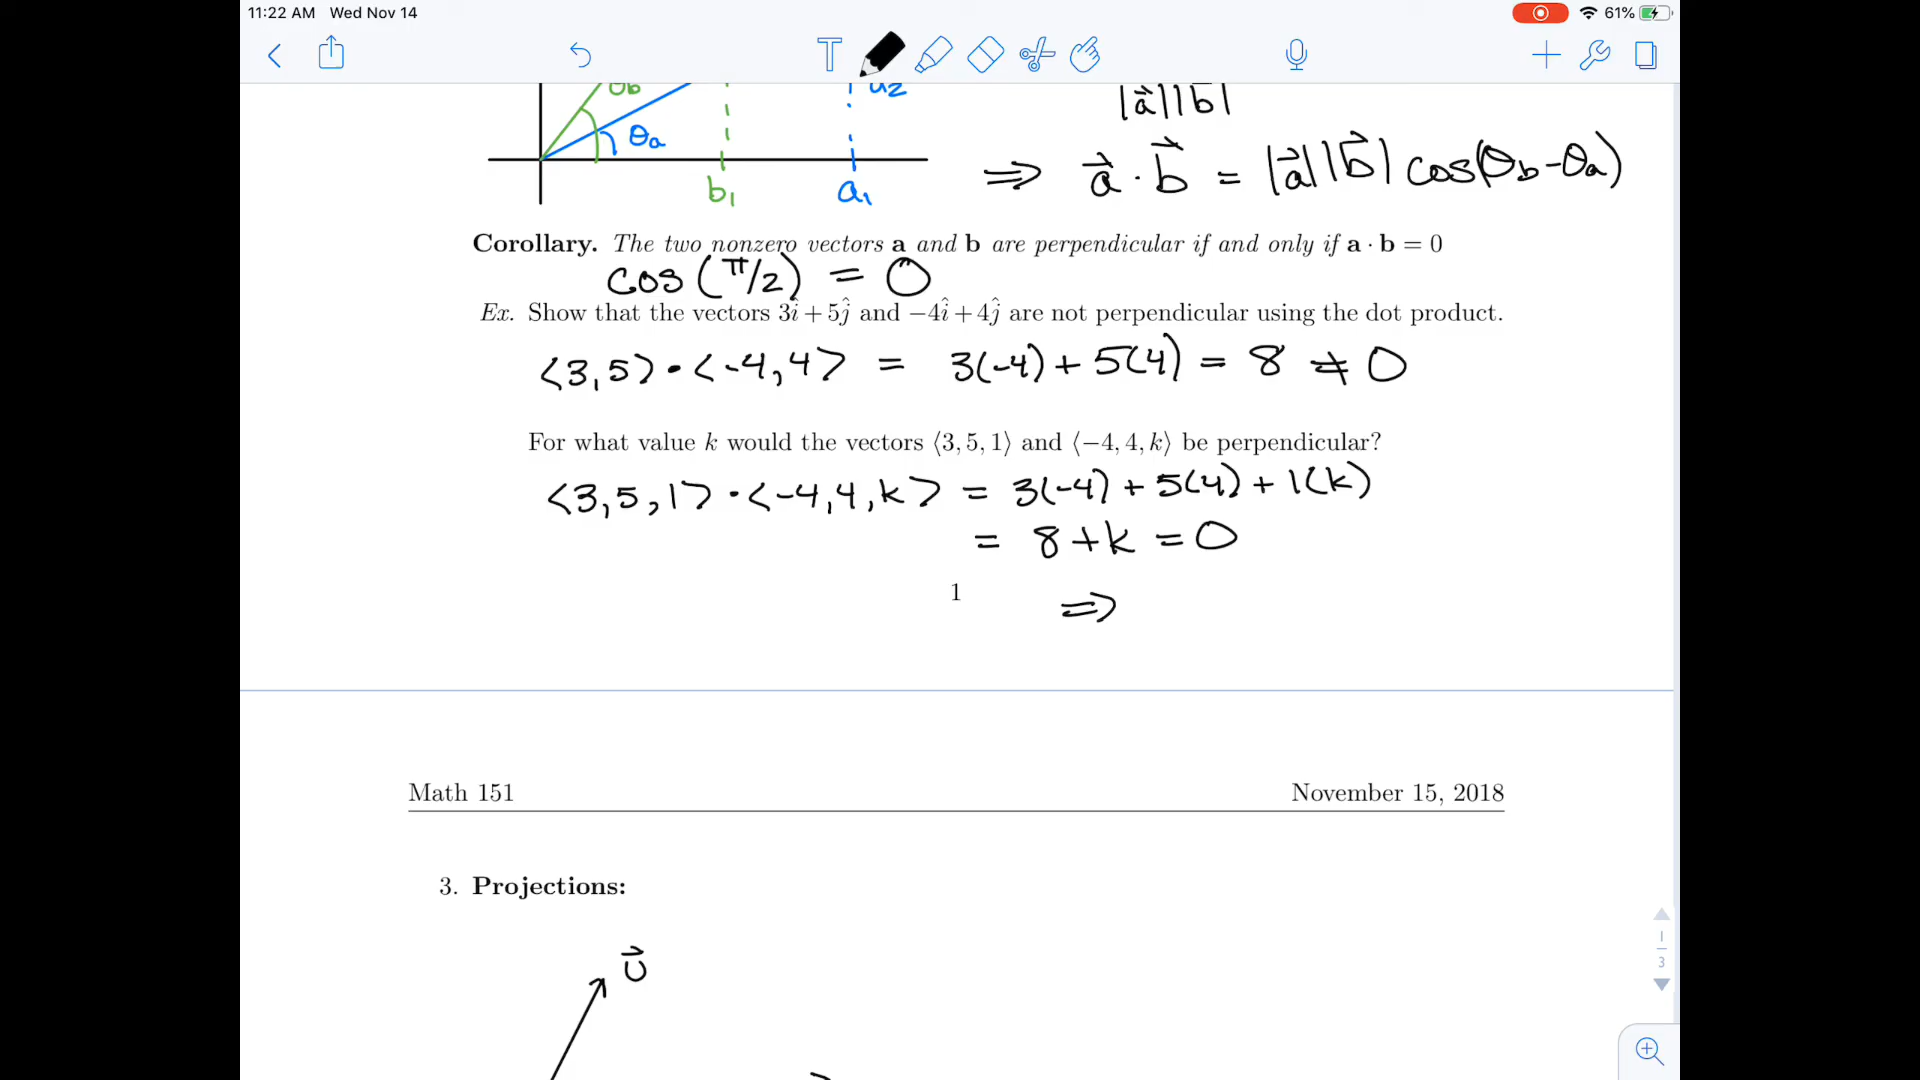 11:22 AM Wed Nov 14
61%
T
θb
a2
|a⃗||b⃗|
θa
⇒ a⃗ · b⃗ = |a⃗||b⃗| cos(θb - θa)
b1
a1
Corollary. The two nonzero vectors a and b are perpendicular if and only if a · b = 0
cos(π/2) = 0
Ex. Show that the vectors 3î + 5ĵ and −4î + 4ĵ are not perpendicular using the dot product.
<3,5> • <-4,4> = 3(-4) + 5(4) = 8 ≠ 0
For what value k would the vectors ⟨3, 5, 1⟩ and ⟨−4, 4, k⟩ be perpendicular?
<3,5,1> • <-4,4,k> = 3(-4) + 5(4) + 1(k)
= 8 + k = 0
1
⇒
Math 151 November 15, 2018
3. Projections:
1
3
u⃗